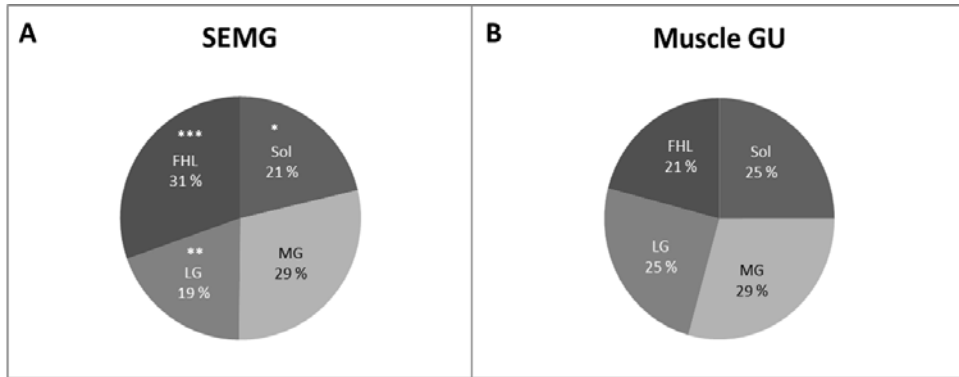 A
SEMG
***
FHL
31 %
*
Sol
21 %
**
LG
19 %
MG
29 %
B
Muscle GU
FHL
21 %
Sol
25 %
LG
25 %
MG
29 %